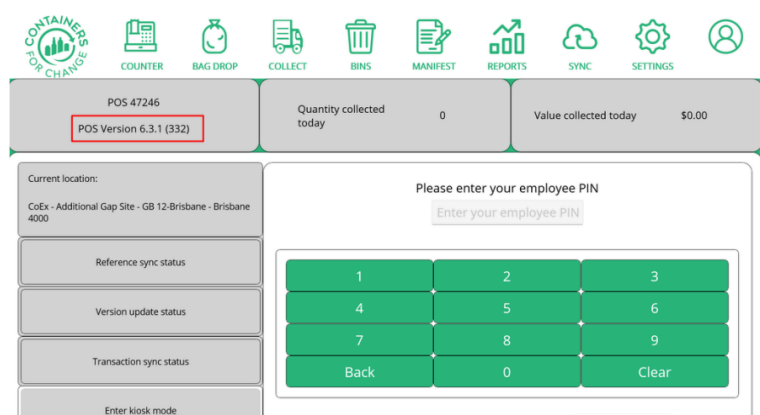 CONTAINERS
FOR CHANGE
COUNTER
BAG DROP
COLLECT
BINS
MANIFEST
REPORTS
SYNC
SETTINGS
POS 47246
POS Version 6.3.1 (332)
Quantity collected
today
0
Value collected today
$0.00
Current location:
CoEx - Additional Gap Site - GB 12-Brisbane - Brisbane
4000
Reference sync status
Version update status
Transaction sync status
Enter kiosk mode
Please enter your employee PIN
Enter your employee PIN
1 2 3
4 5 6
7 8 9
Back 0 Clear